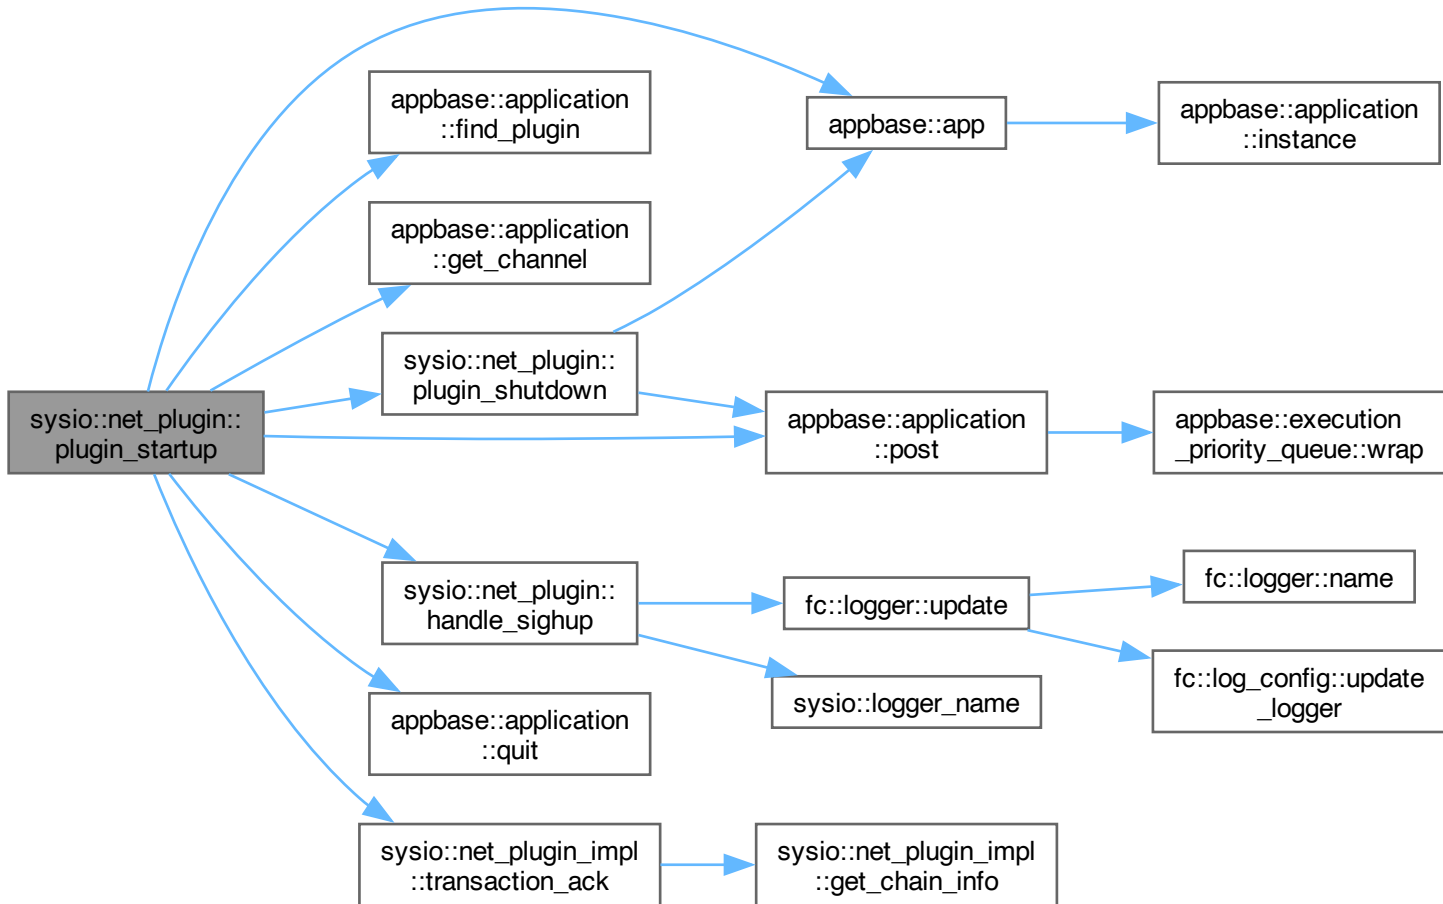 appbase::application
::find_plugin
appbase::app
appbase::application
::instance
appbase::application
::get_channel
sysio::net_plugin::
plugin_shutdown
sysio::net_plugin::
plugin_startup
appbase::application
::post
appbase::execution
_priority_queue::wrap
sysio::net_plugin::
handle_sighup
fc::logger::update
fc::logger::name
sysio::logger_name
fc::log_config::update
_logger
appbase::application
::quit
sysio::net_plugin_impl
::transaction_ack
sysio::net_plugin_impl
::get_chain_info